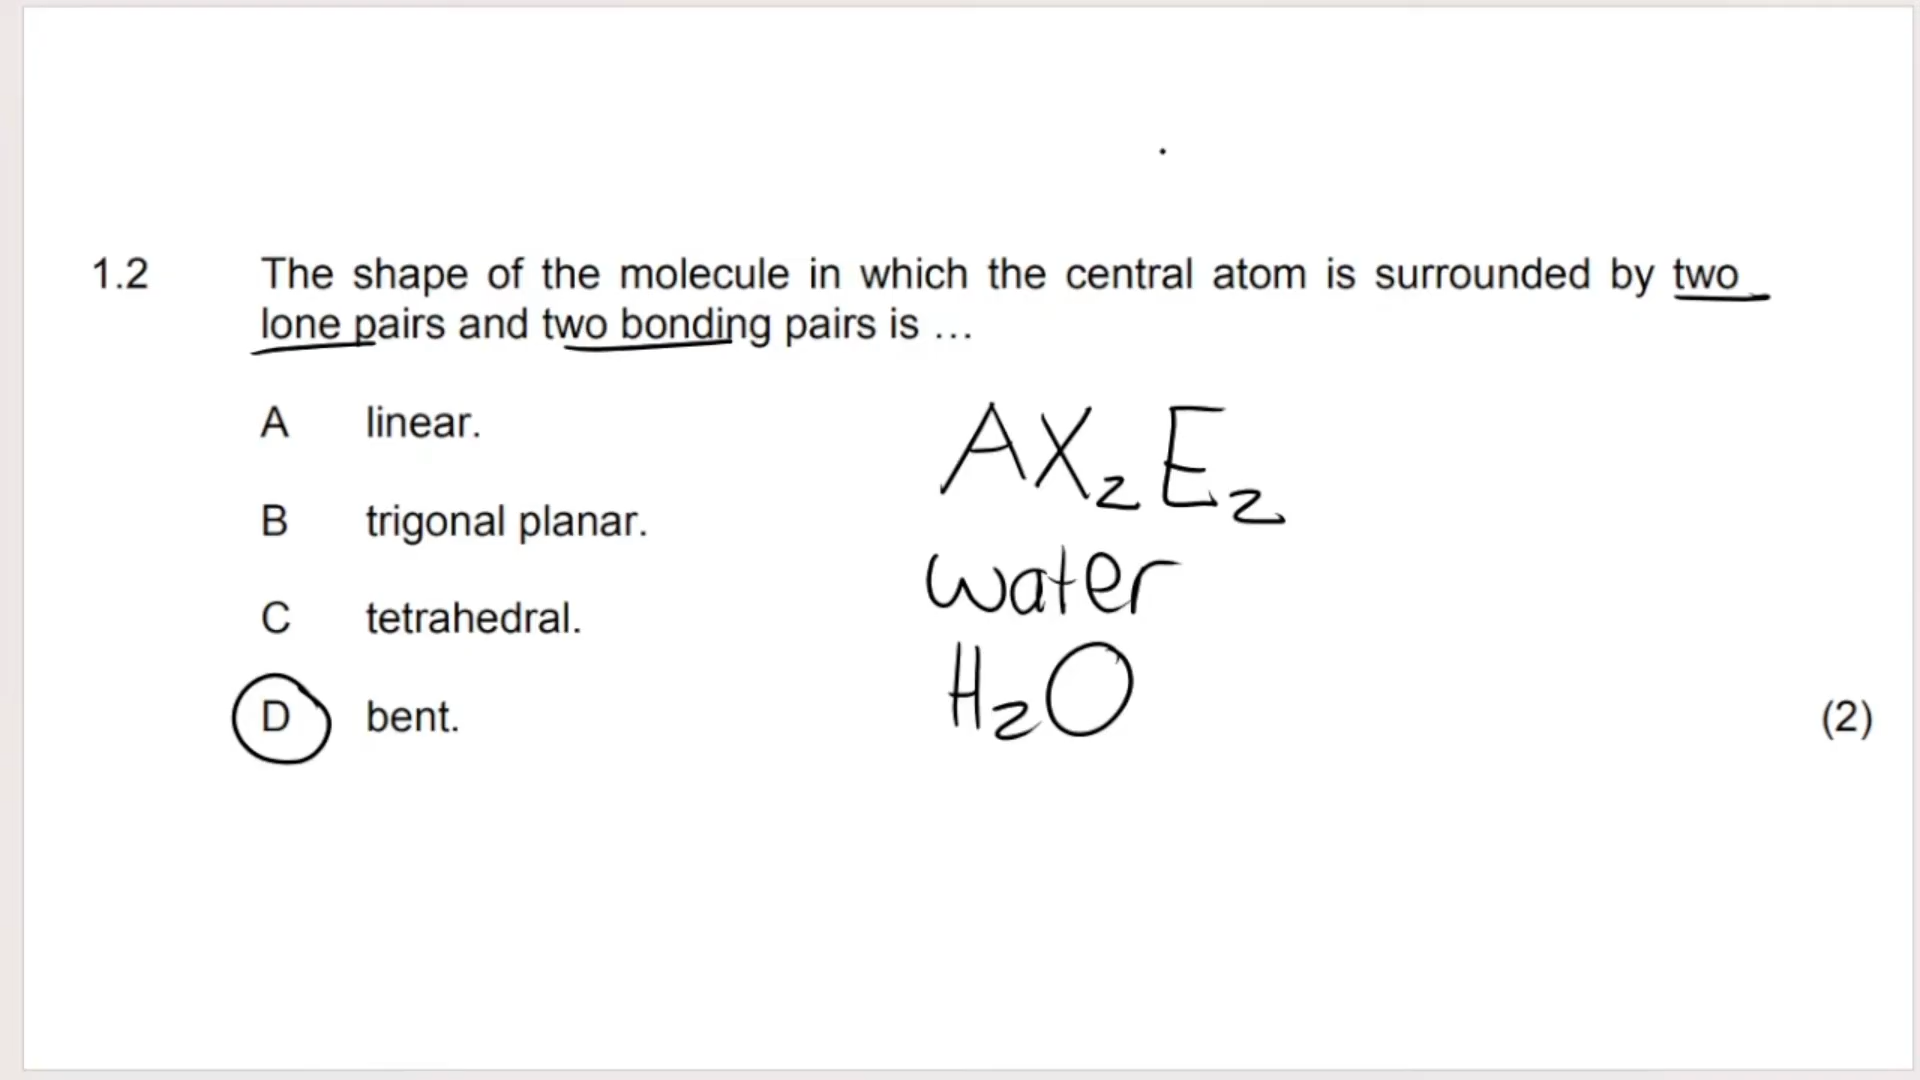 1.2 The shape of the molecule in which the central atom is surrounded by two
lone pairs and two bonding pairs is …
A linear.
B trigonal planar.
C tetrahedral.
D bent.
(2)
AX₂E₂
water
H₂O